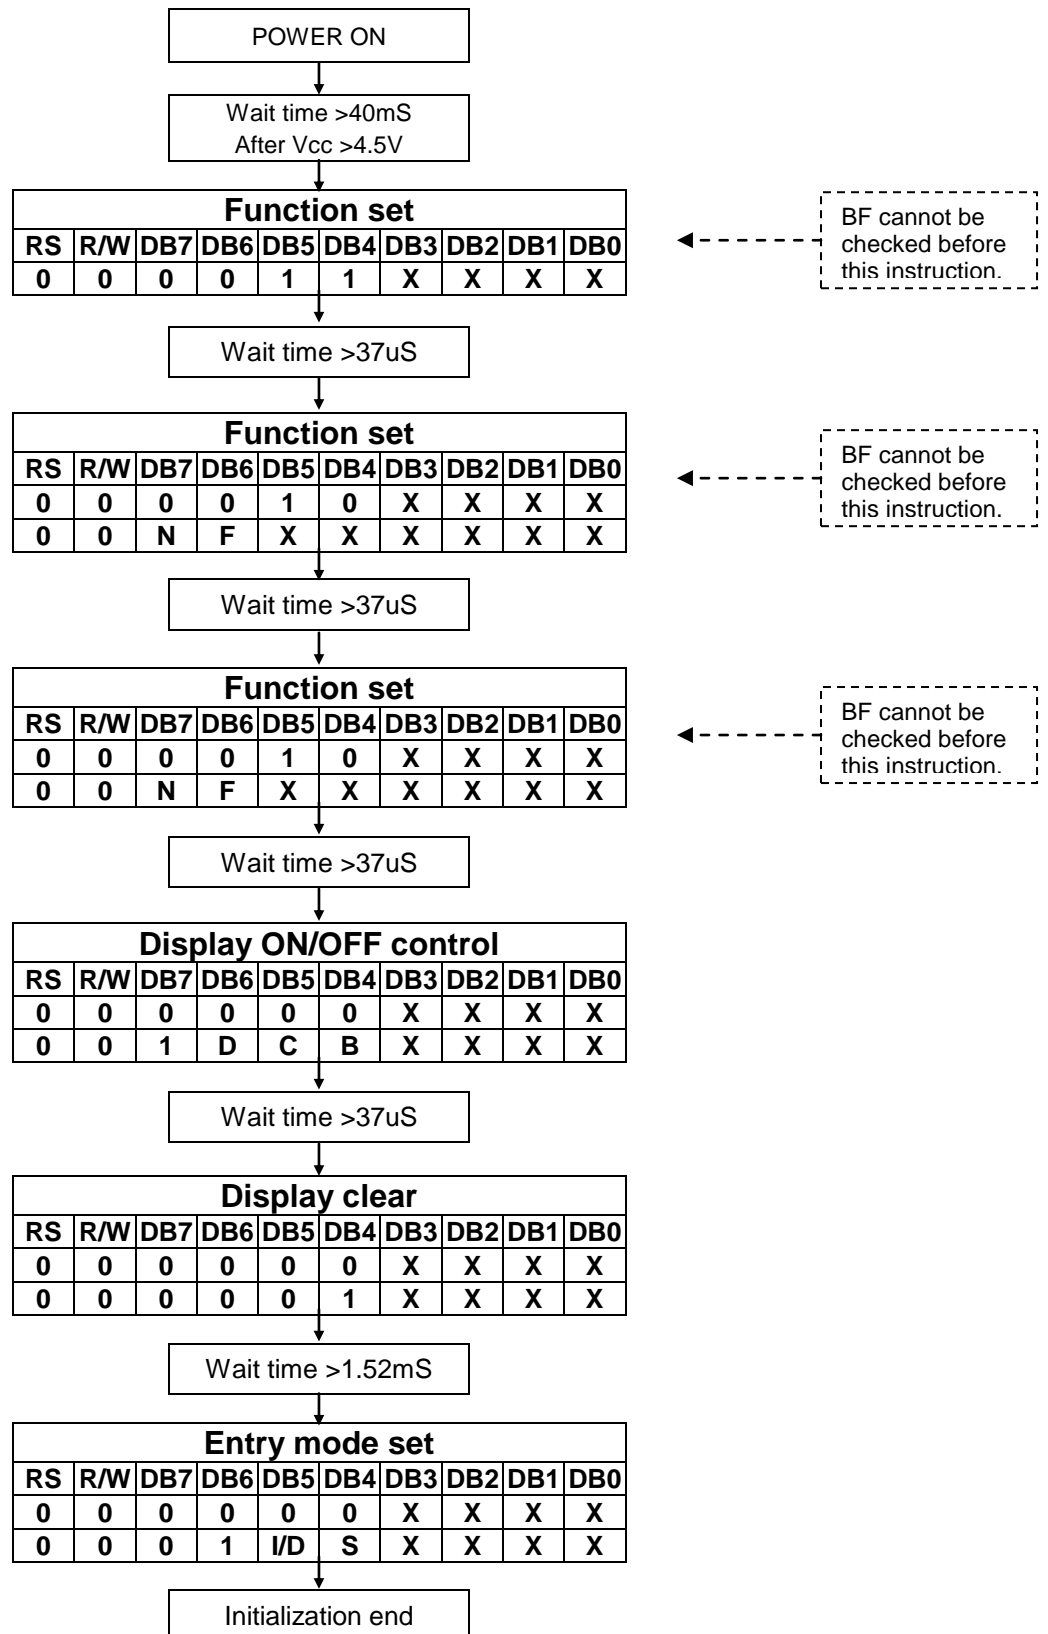 POWER ON
Wait time >40mS
After Vcc >4.5V
Function set
RS R/W DB7 DB6 DB5 DB4 DB3 DB2 DB1 DB0
0 0 0 0 1 1 X X X X
BF cannot be
checked before
this instruction.
Wait time >37uS
Function set
RS R/W DB7 DB6 DB5 DB4 DB3 DB2 DB1 DB0
0 0 0 0 1 0 X X X X
0 0 N F X X X X X X
BF cannot be
checked before
this instruction.
Wait time >37uS
Function set
RS R/W DB7 DB6 DB5 DB4 DB3 DB2 DB1 DB0
0 0 0 0 1 0 X X X X
0 0 N F X X X X X X
BF cannot be
checked before
this instruction.
Wait time >37uS
Display ON/OFF control
RS R/W DB7 DB6 DB5 DB4 DB3 DB2 DB1 DB0
0 0 0 0 0 0 X X X X
0 0 1 D C B X X X X
Wait time >37uS
Display clear
RS R/W DB7 DB6 DB5 DB4 DB3 DB2 DB1 DB0
0 0 0 0 0 0 X X X X
0 0 0 0 0 1 X X X X
Wait time >1.52mS
Entry mode set
RS R/W DB7 DB6 DB5 DB4 DB3 DB2 DB1 DB0
0 0 0 0 0 0 X X X X
0 0 0 1 I/D S X X X X
Initialization end